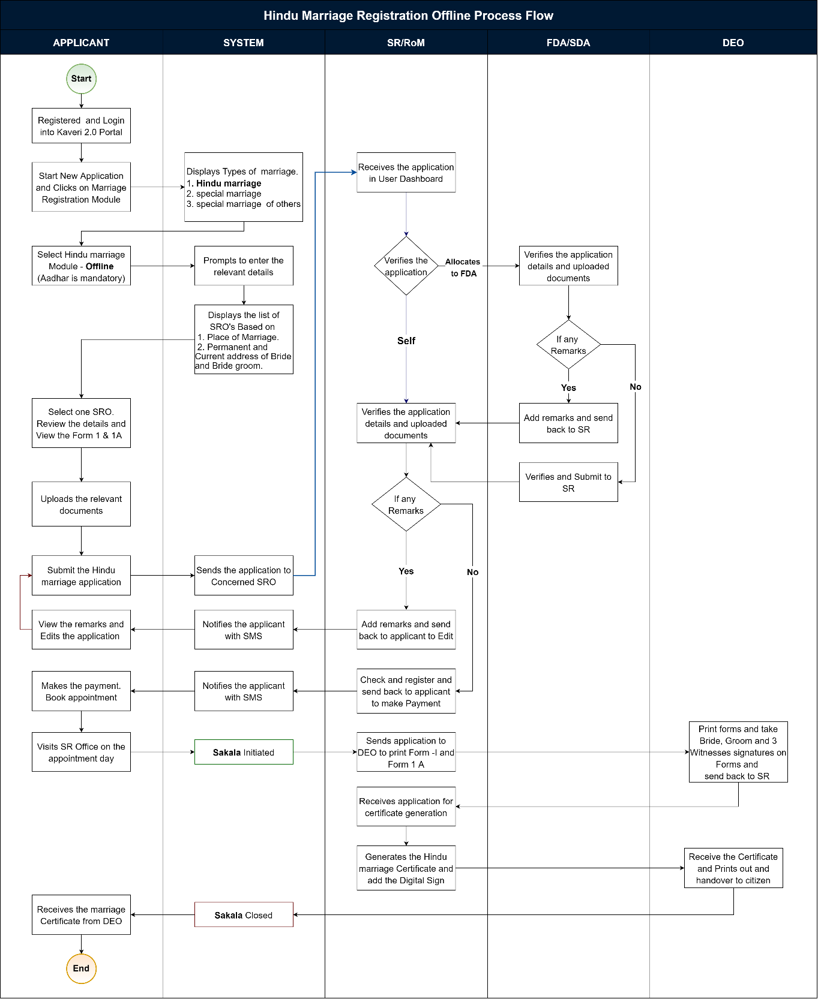 Hindu Marriage Registration Offline Process Flow
APPLICANT
SYSTEM
SR/RoM
FDA/SDA
DEO
Start
Registered and Login
into Kaveri 2.0 Portal
Start New Application
and Clicks on Marriage
Registration Module
Displays Types of marriage.
1. Hindu marriage
2. special marriage
3. special marriage of others
Receives the application
in User Dashboard
Select Hindu marriage
Module - Offline
(Aadhar is mandatory)
Prompts to enter the
relevant details
Verifies the
application
Allocates
to FDA
Verifies the application
details and uploaded
documents
Displays the list of
SRO's Based on
1. Place of Marriage.
2. Permanent and
Current address of Bride
and Bride groom.
Self
If any
Remarks
Yes
No
Select one SRO.
Review the details and
View the Form 1 & 1A
Verifies the application
details and uploaded
documents
Add remarks and send
back to SR
Verifies and Submit to
SR
Uploads the relevant
documents
If any
Remarks
Yes
No
Submit the Hindu
marriage application
Sends the application to
Concerned SRO
View the remarks and
Edits the application
Notifies the applicant
with SMS
Add remarks and send
back to applicant to Edit
Makes the payment.
Book appointment
Notifies the applicant
with SMS
Check and register and
send back to applicant
to make Payment
Visits SR Office on the
appointment day
Sakala Initiated
Sends application to
DEO to print Form -I and
Form 1 A
Print forms and take
Bride, Groom and 3
Witnesses signatures on
Forms and
send back to SR
Receives application for
certificate generation
Generates the Hindu
marriage Certificate and
add the Digital Sign
Receive the Certificate
and Prints out and
handover to citizen
Receives the marriage
Certificate from DEO
Sakala Closed
End